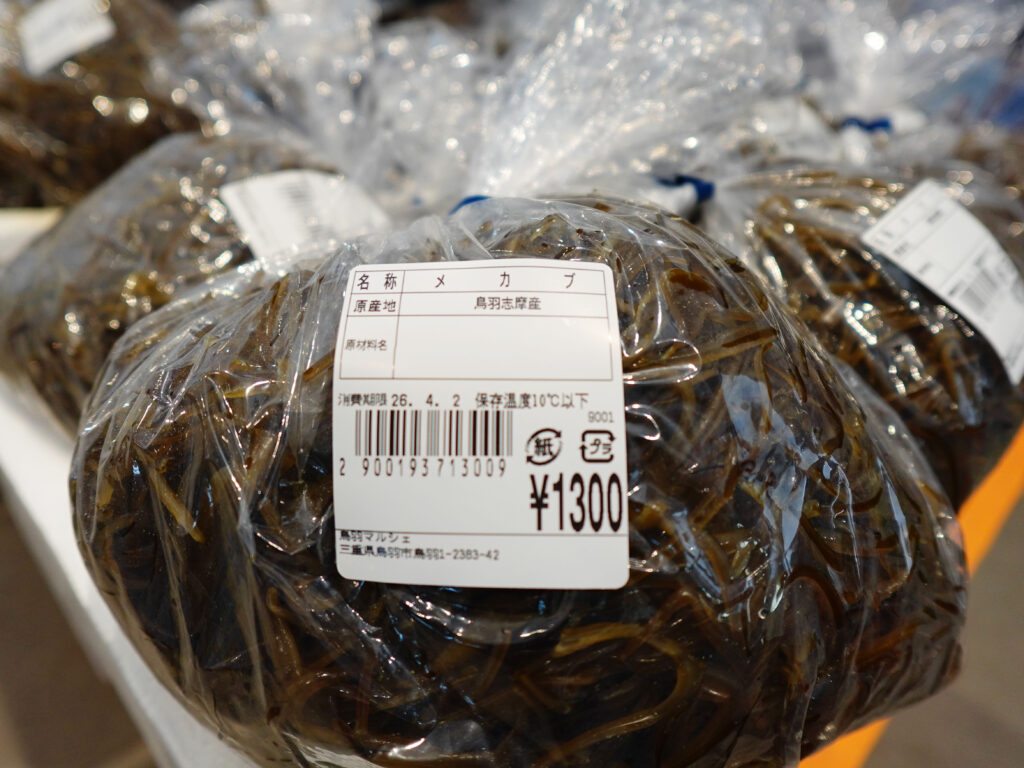 名称 メカブ
原産地 鳥羽志摩産
原材料名
消費期限 26. 4. 2 保存温度10℃以下
9001
紙 プラ
2 900193713009
¥1300
鳥羽マルシェ
三重県鳥羽市鳥羽1-2383-42